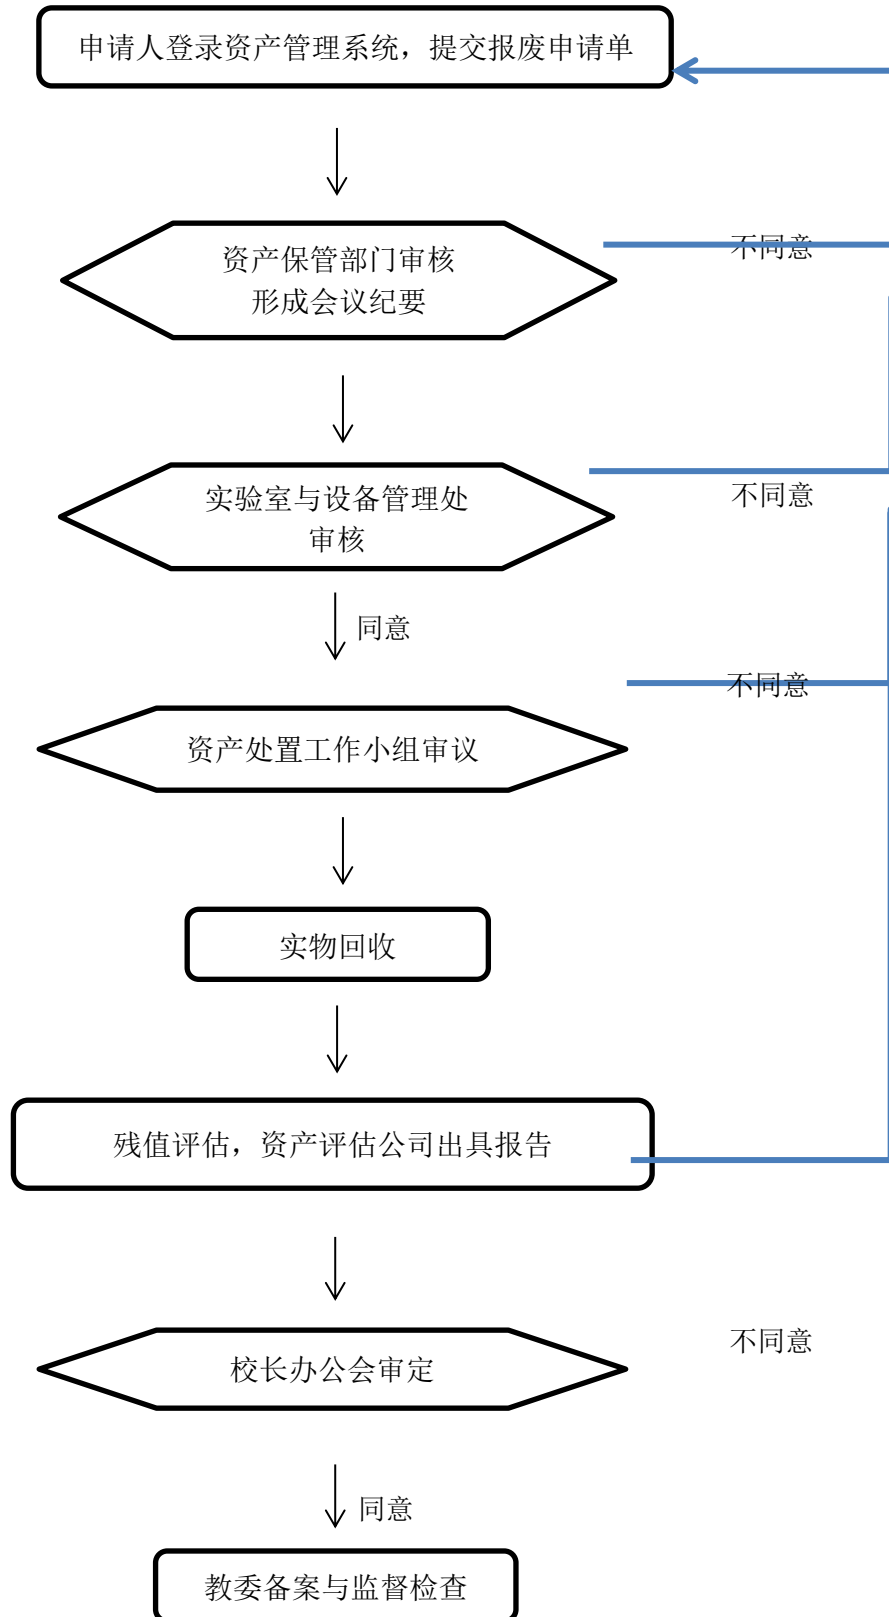 申请人登录资产管理系统，提交报废申请单
不同意
资产保管部门审核
形成会议纪要
不同意
实验室与设备管理处
审核
同意
不同意
资产处置工作小组审议
实物回收
残值评估，资产评估公司出具报告
不同意
校长办公会审定
同意
教委备案与监督检查